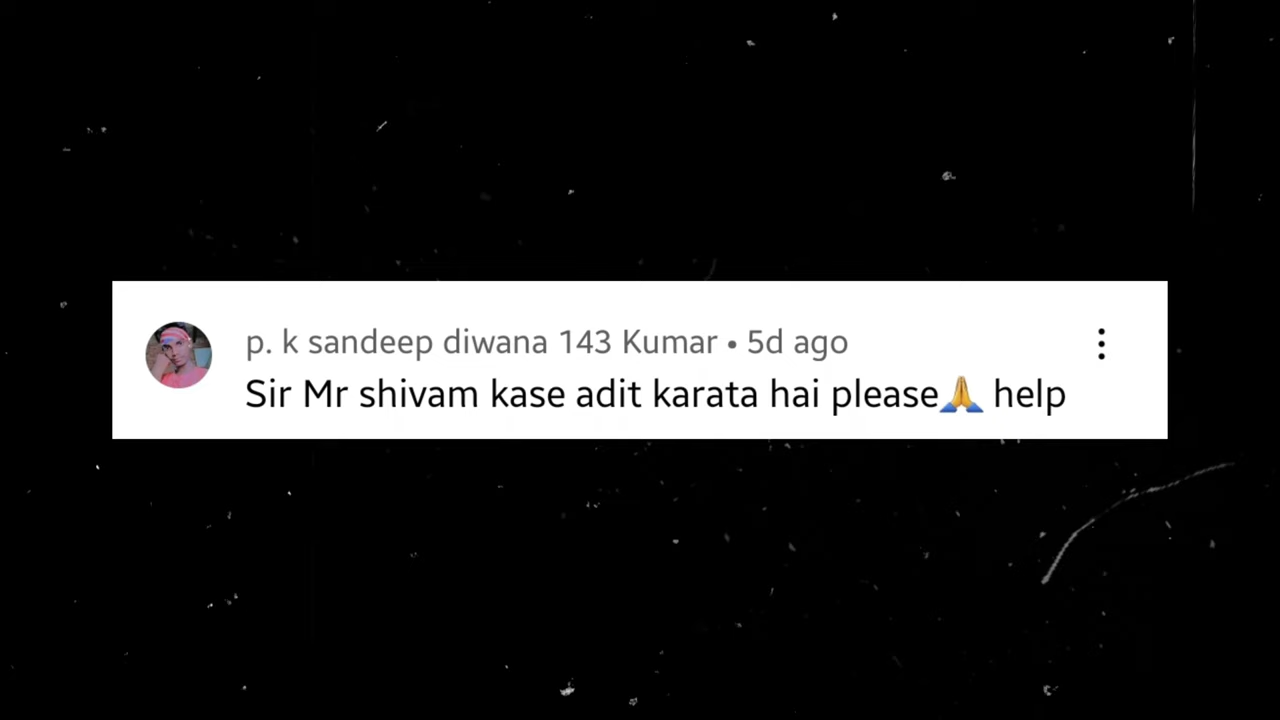 p. k sandeep diwana 143 Kumar • 5d ago
Sir Mr shivam kase adit karata hai please🙏 help